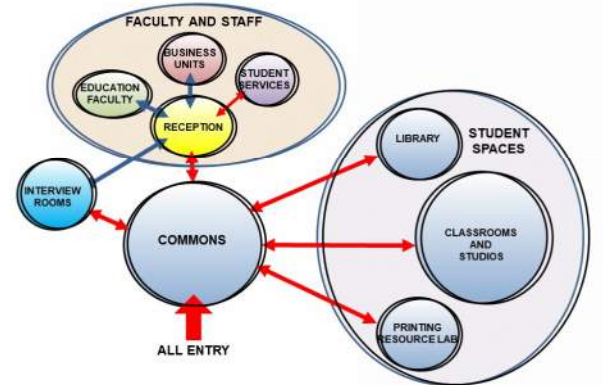 FACULTY AND STAFF
BUSINESS
UNITS
STUDENT
SERVICES
EDUCATION
FACULTY
RECEPTION
LIBRARY
STUDENT
SPACES
INTERVIEW
ROOMS
COMMONS
CLASSROOMS
AND
STUDIOS
PRINTING
RESOURCE LAB
ALL ENTRY